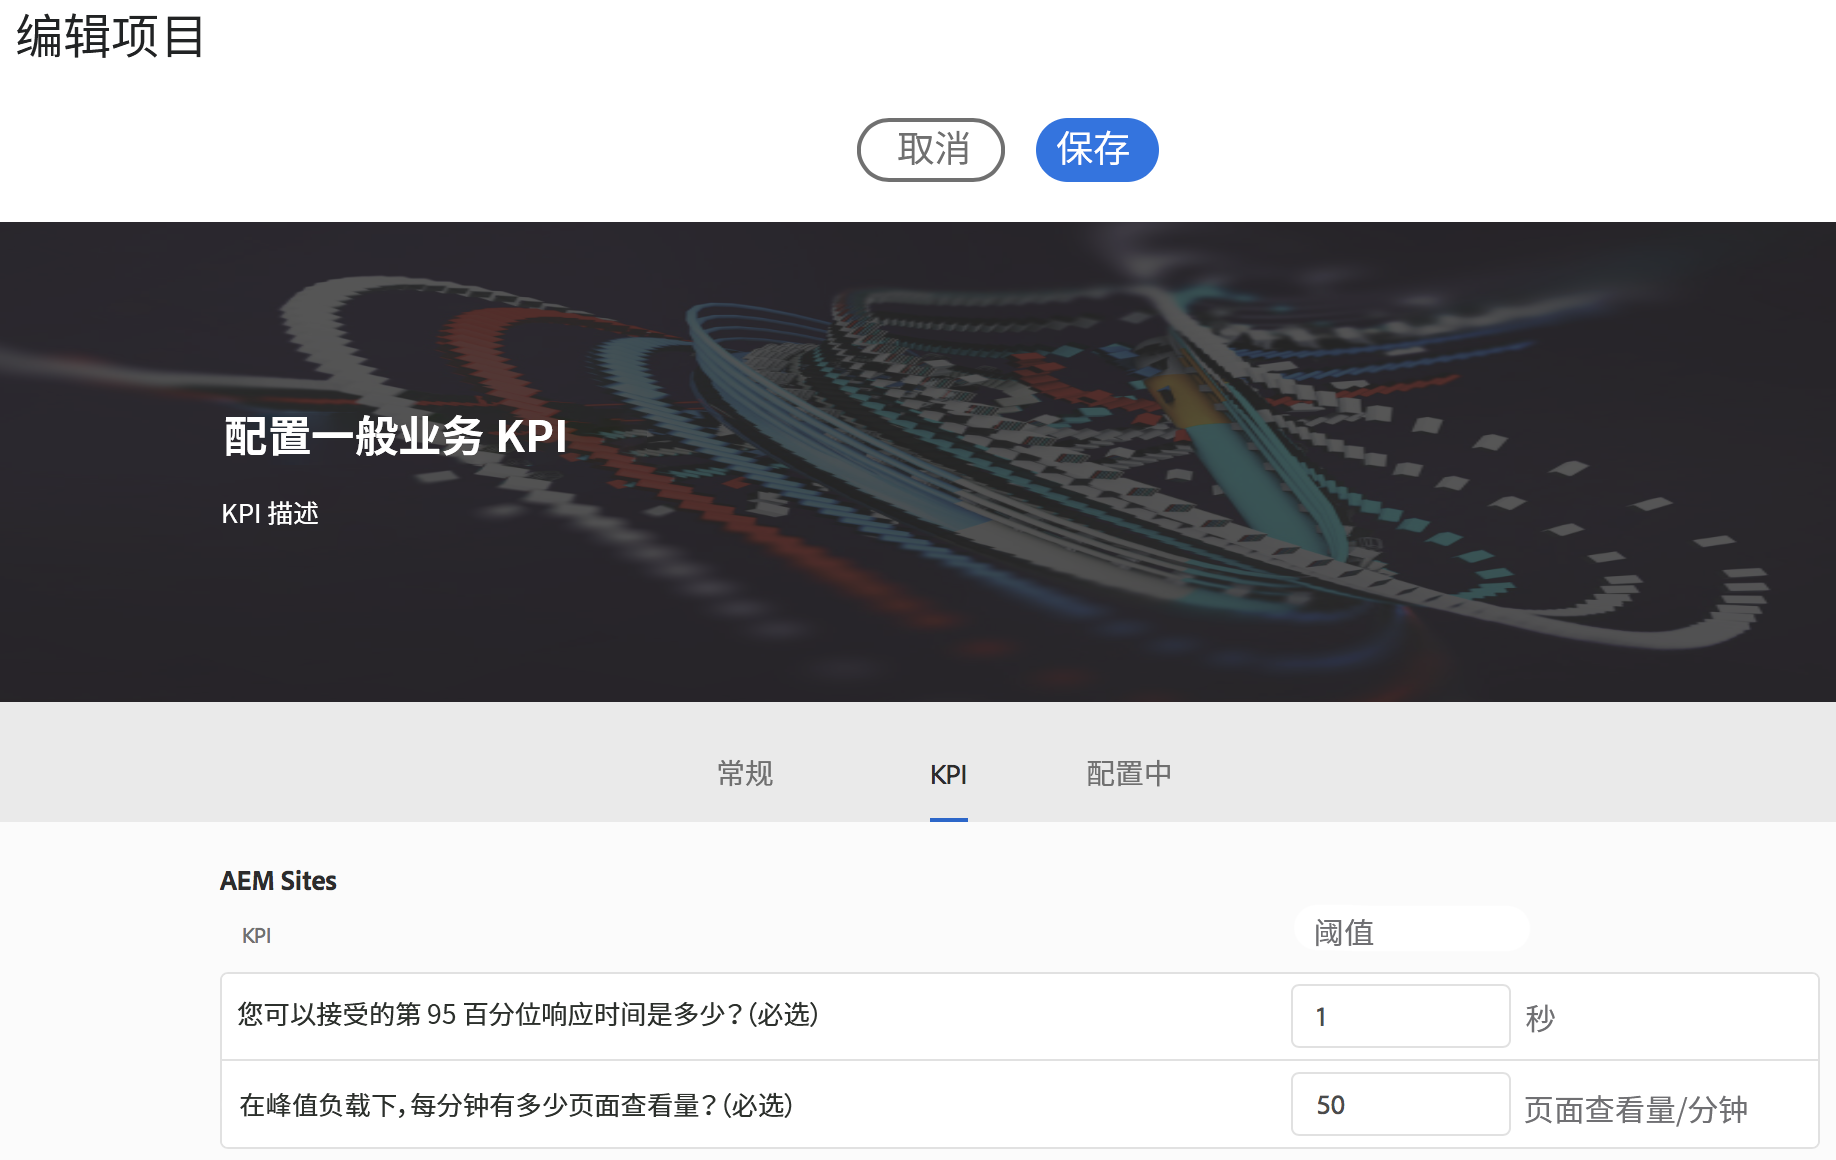 编辑项目
取消 保存
配置一般业务 KPI
KPI 描述
常规 KPI 配置中
AEM Sites
KPI 阈值
您可以接受的第 95 百分位响应时间是多少？（必选） 1 秒
在峰值负载下，每分钟有多少页面查看量？（必选） 50 页面查看量/分钟